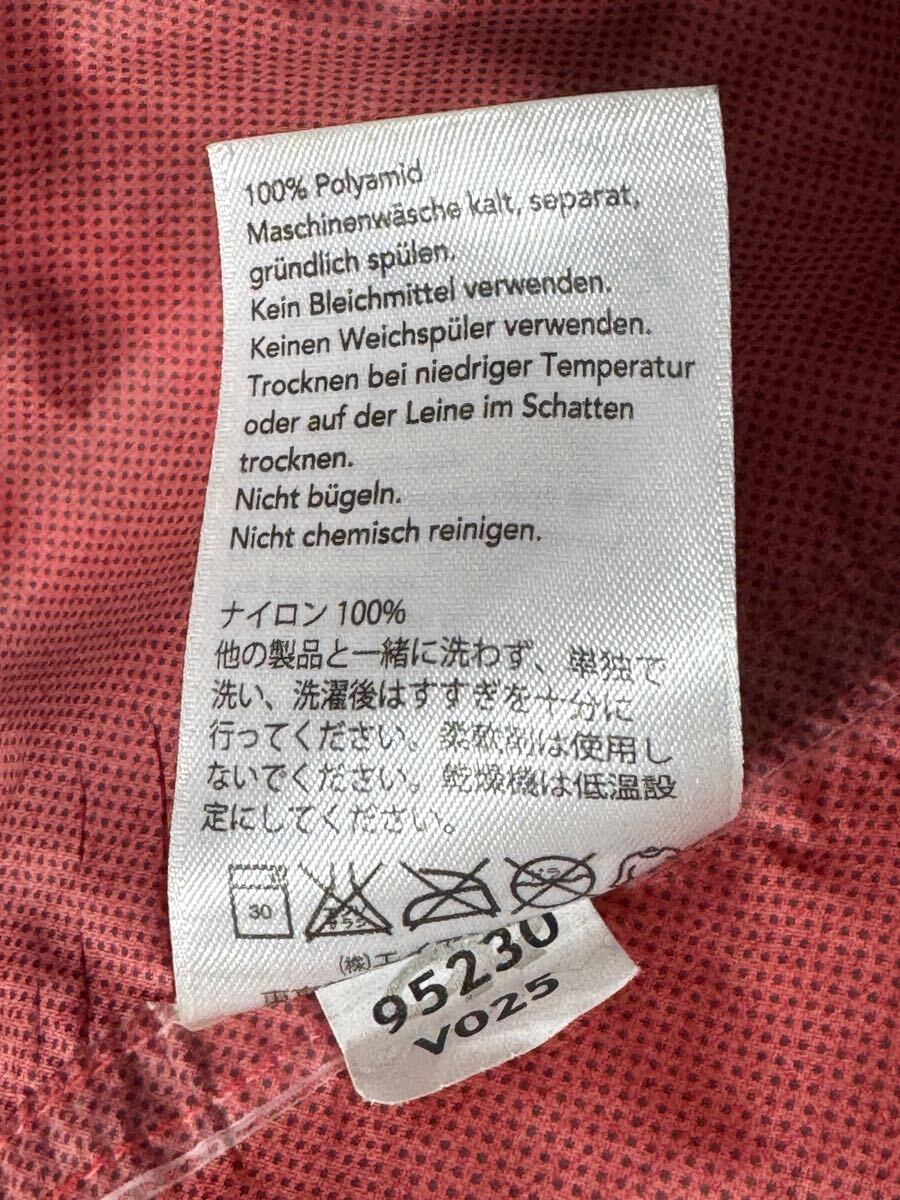 100% Polyamid
Maschinenwäsche kalt, separat,
gründlich spülen.
Kein Bleichmittel verwenden.
Keinen Weichspüler verwenden.
Trocknen bei niedriger Temperatur
oder auf der Leine im Schatten
trocknen.
Nicht bügeln.
Nicht chemisch reinigen.
ナイロン 100%
他の製品と一緒に洗わず、単独で
洗い、洗濯後はすすぎを十分に
行ってください。柔軟剤は使用し
ないでください。乾燥機は低温設
定にしてください。
30
(株)エイ
95230
V025